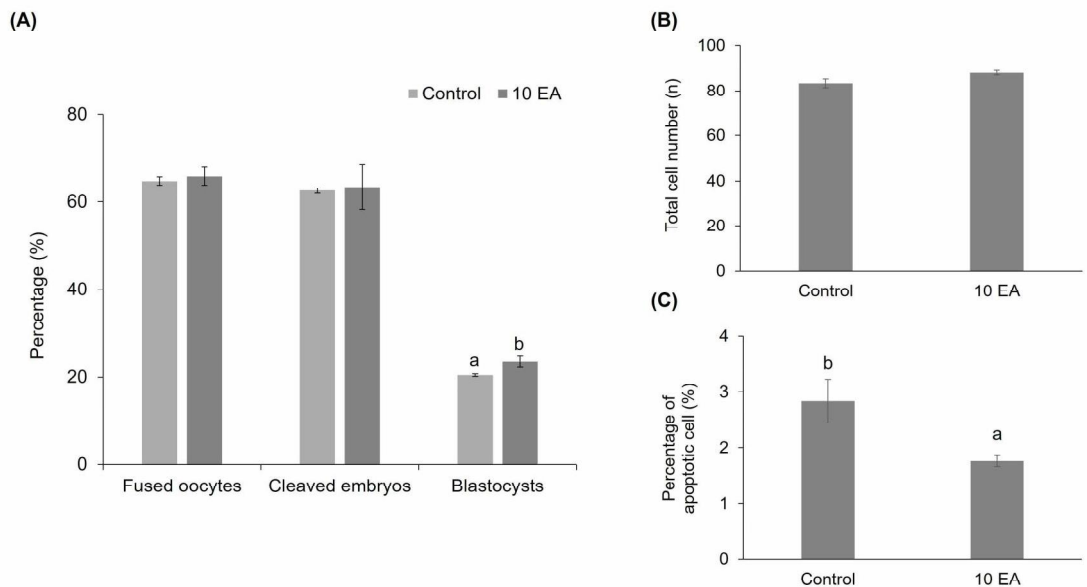 (A)
Control 10 EA
Percentage (%)
80
60
40
20
0
a
b
Fused oocytes Cleaved embryos Blastocysts
(B)
Total cell number (n)
100
80
60
40
20
0
Control 10 EA
(C)
Percentage of
apoptotic cell (%)
4
3
2
1
0
b
a
Control 10 EA